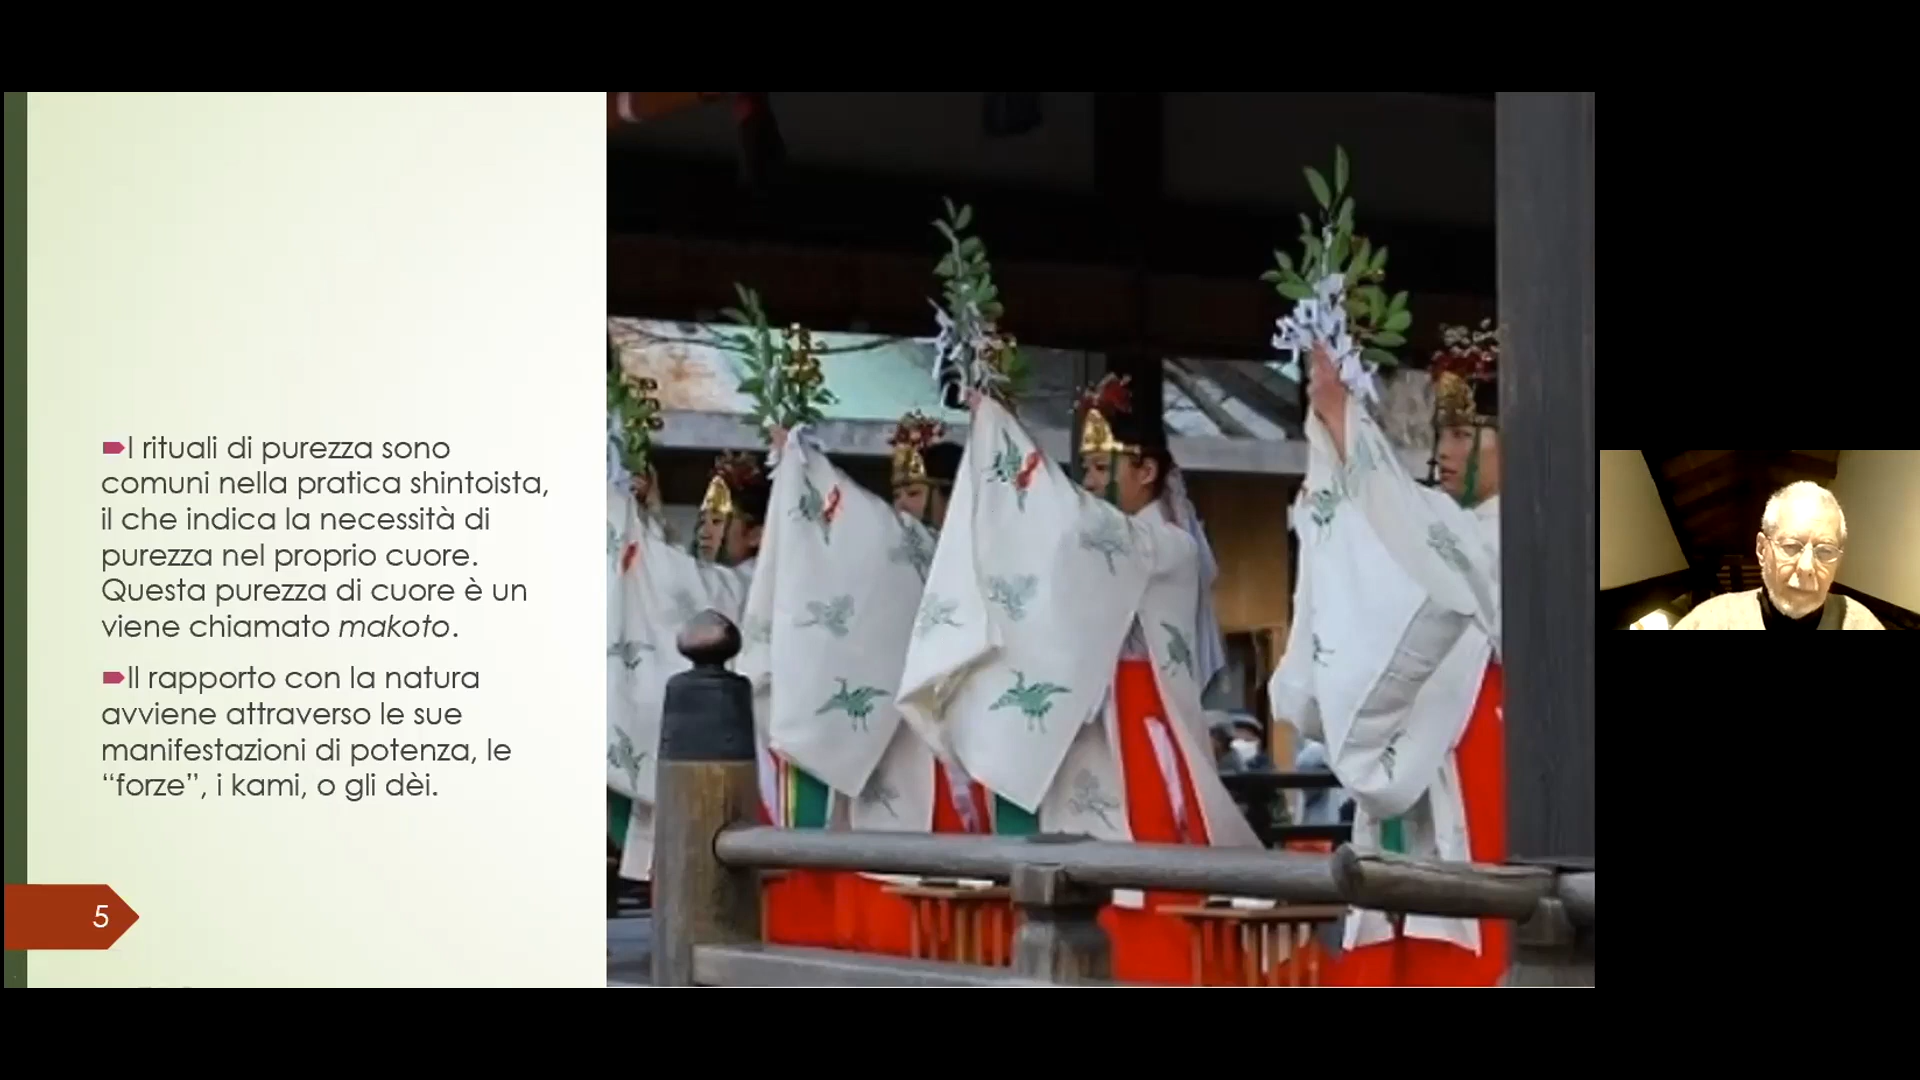 I rituali di purezza sono
comuni nella pratica shintoista,
il che indica la necessità di
purezza nel proprio cuore.
Questa purezza di cuore è un
viene chiamato makoto.
Il rapporto con la natura
avviene attraverso le sue
manifestazioni di potenza, le
“forze”, i kami, o gli dèi.
5